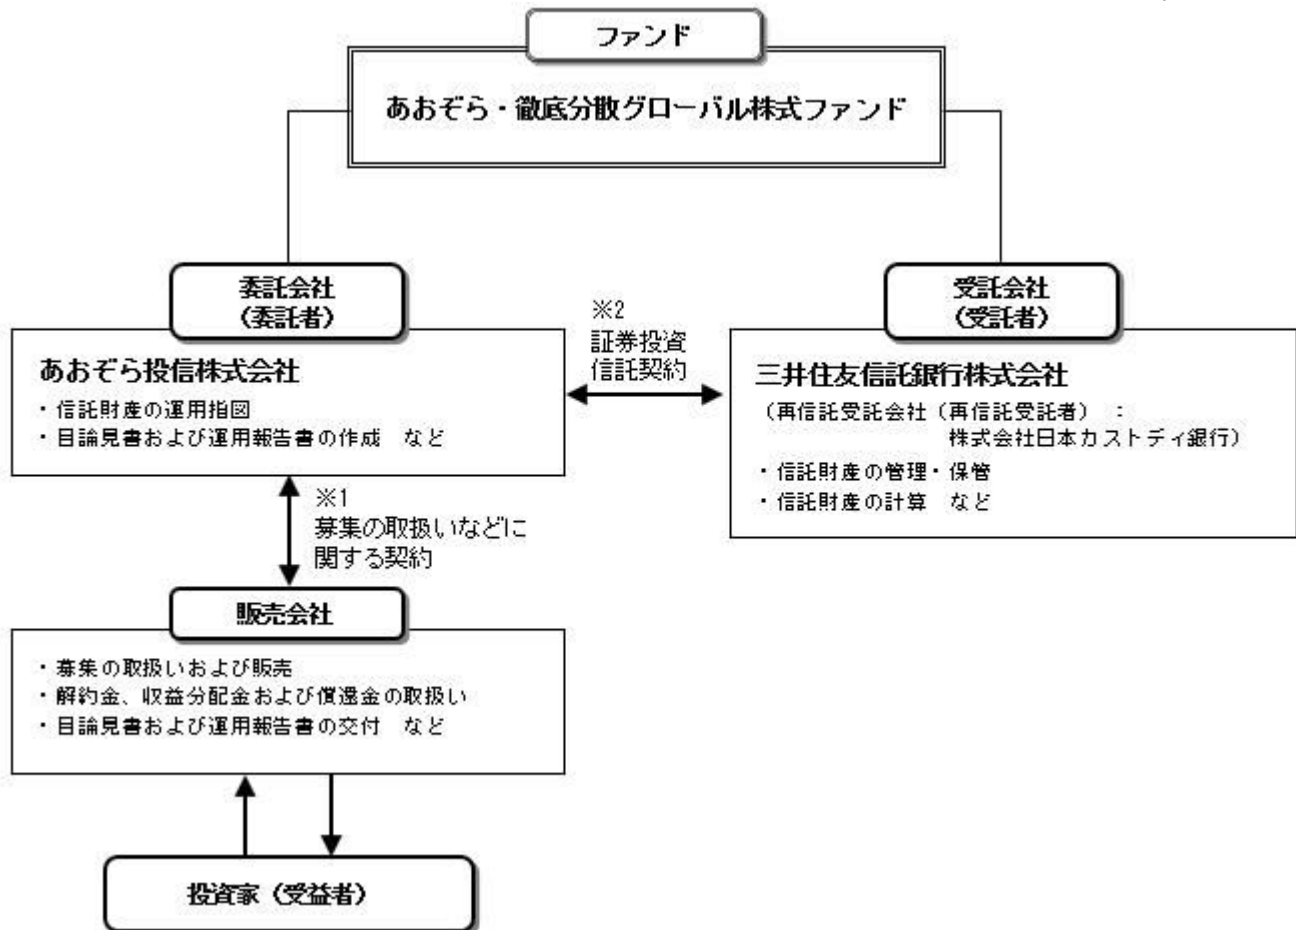 ファンド
あおぞら・徹底分散グローバル株式ファンド
委託会社
（委託者）
あおぞら投信株式会社
・信託財産の運用指図
・目論見書および運用報告書の作成　など
※2
証券投資
信託契約
受託会社
（受託者）
三井住友信託銀行株式会社
（再信託受託会社（再信託受託者）　：
株式会社日本カストディ銀行）
・信託財産の管理・保管
・信託財産の計算　など
※1
募集の取扱いなどに
関する契約
販売会社
・募集の取扱いおよび販売
・解約金、収益分配金および償還金の取扱い
・目論見書および運用報告書の交付　など
投資家（受益者）